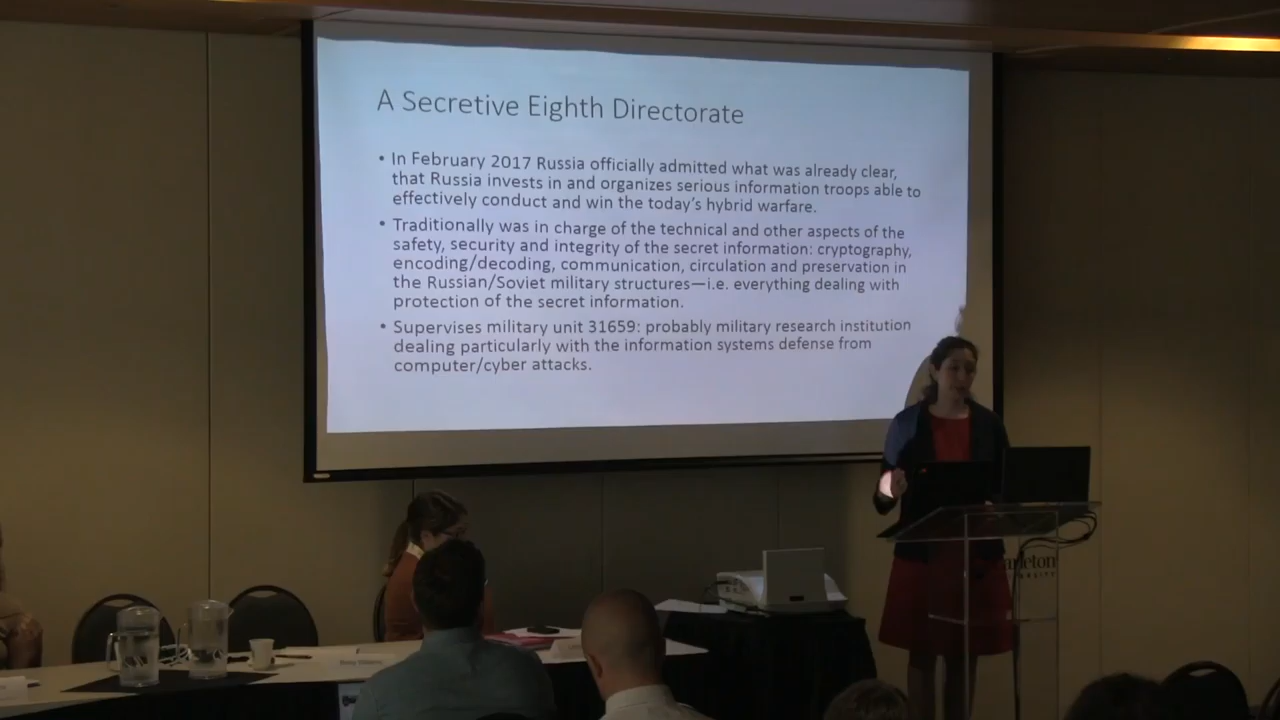 A Secretive Eighth Directorate
• In February 2017 Russia officially admitted what was already clear,
that Russia invests in and organizes serious information troops able to
effectively conduct and win the today's hybrid warfare.
• Traditionally was in charge of the technical and other aspects of the
safety, security and integrity of the secret information: cryptography,
encoding/decoding, communication, circulation and preservation in
the Russian/Soviet military structures—i.e. everything dealing with
protection of the secret information.
• Supervises military unit 31659: probably military research institution
dealing particularly with the information systems defense from
computer/cyber attacks.
arleton